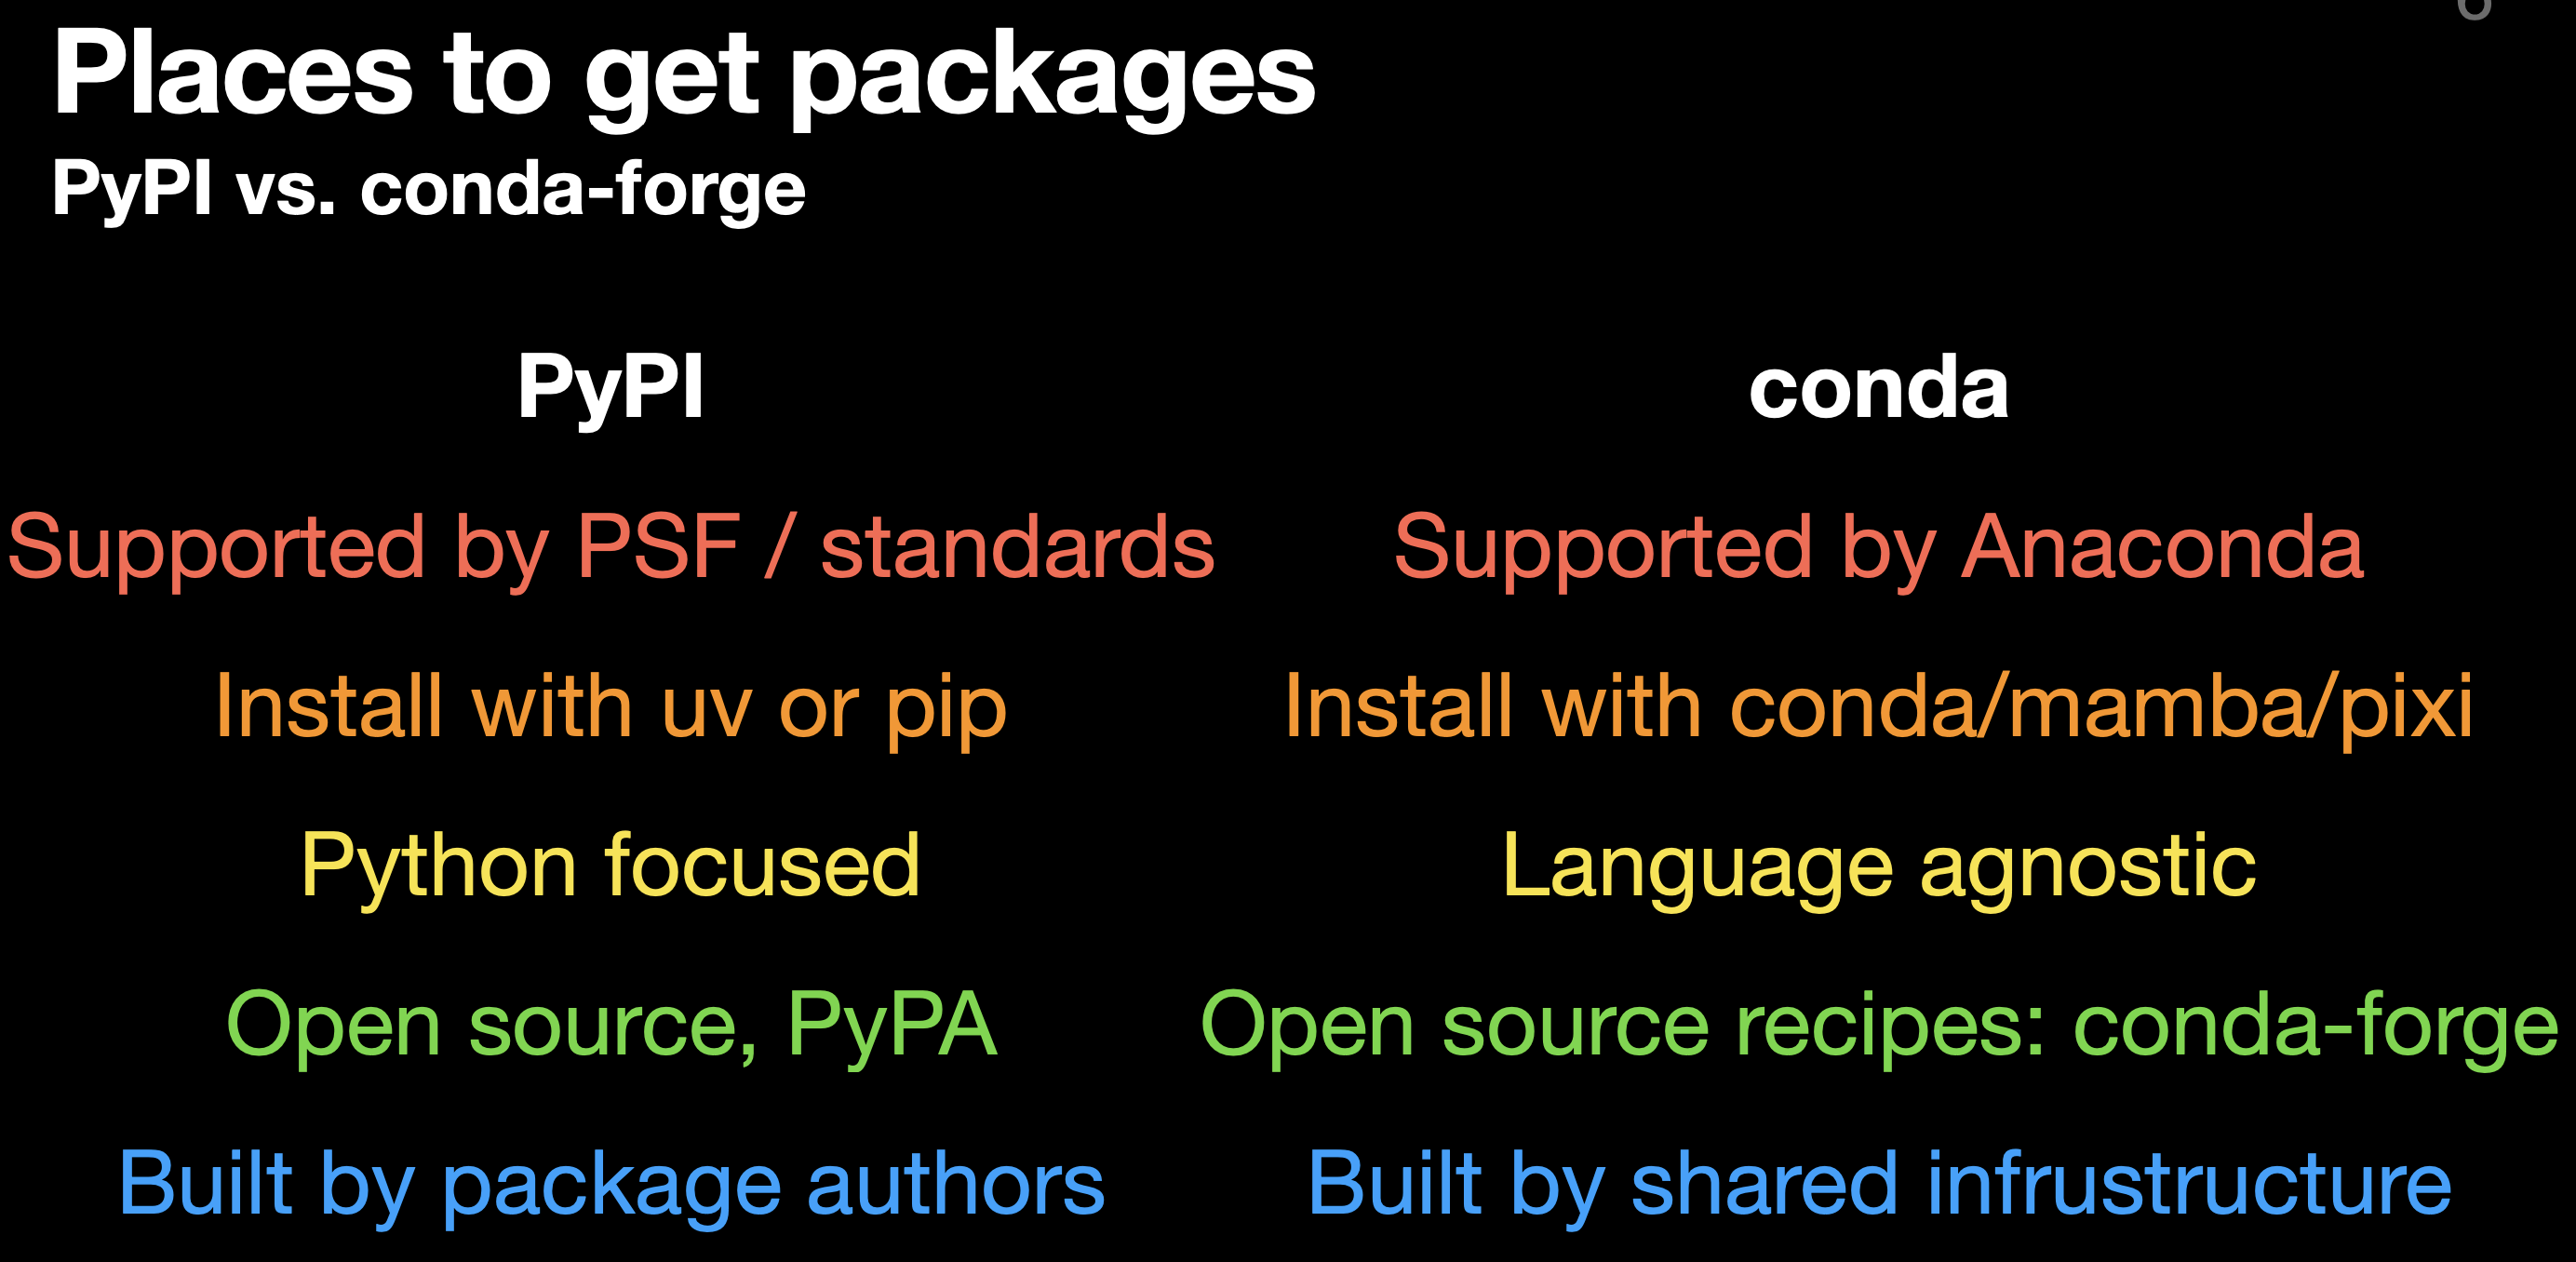 Places to get packages
PyPI vs. conda-forge
PyPI
conda
Supported by PSF / standards
Supported by Anaconda
Install with uv or pip
Install with conda/mamba/pixi
Python focused
Language agnostic
Open source, PyPA
Open source recipes: conda-forge
Built by package authors
Built by shared infrustructure